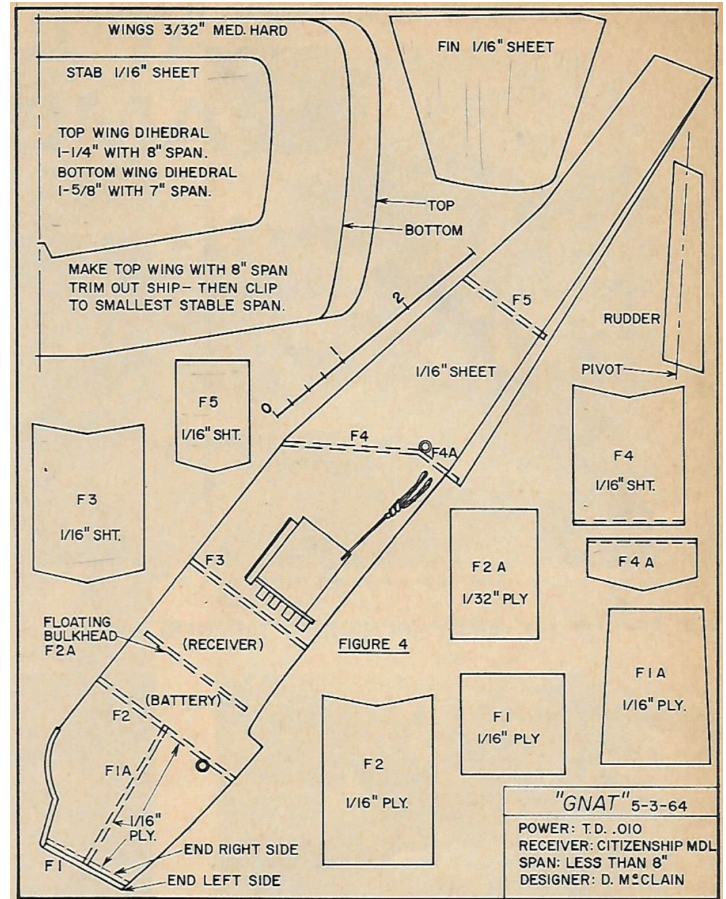 WINGS 3/32" MED. HARD
STAB 1/16" SHEET
TOP WING DIHEDRAL
1-1/4" WITH 8" SPAN.
BOTTOM WING DIHEDRAL
1-5/8" WITH 7" SPAN.
TOP
BOTTOM
MAKE TOP WING WITH 8" SPAN
TRIM OUT SHIP- THEN CLIP
TO SMALLEST STABLE SPAN.
FIN 1/16" SHEET
0
1
2
F5
1/16" SHEET
RUDDER
PIVOT
F5
1/16" SHT.
F4
F4A
F4
1/16" SHT.
F3
1/16" SHT.
F3
F4A
F2A
1/32" PLY
FLOATING
BULKHEAD
F2A
(RECEIVER)
FIGURE 4
(BATTERY)
F2
F1A
1/16" PLY.
F1
1/16" PLY
F2
1/16" PLY.
F1A
1/16"
PLY.
F1
END RIGHT SIDE
END LEFT SIDE
"GNAT" 5-3-64
POWER: T.D. .010
RECEIVER: CITIZENSHIP MDL
SPAN: LESS THAN 8"
DESIGNER: D. McCLAIN